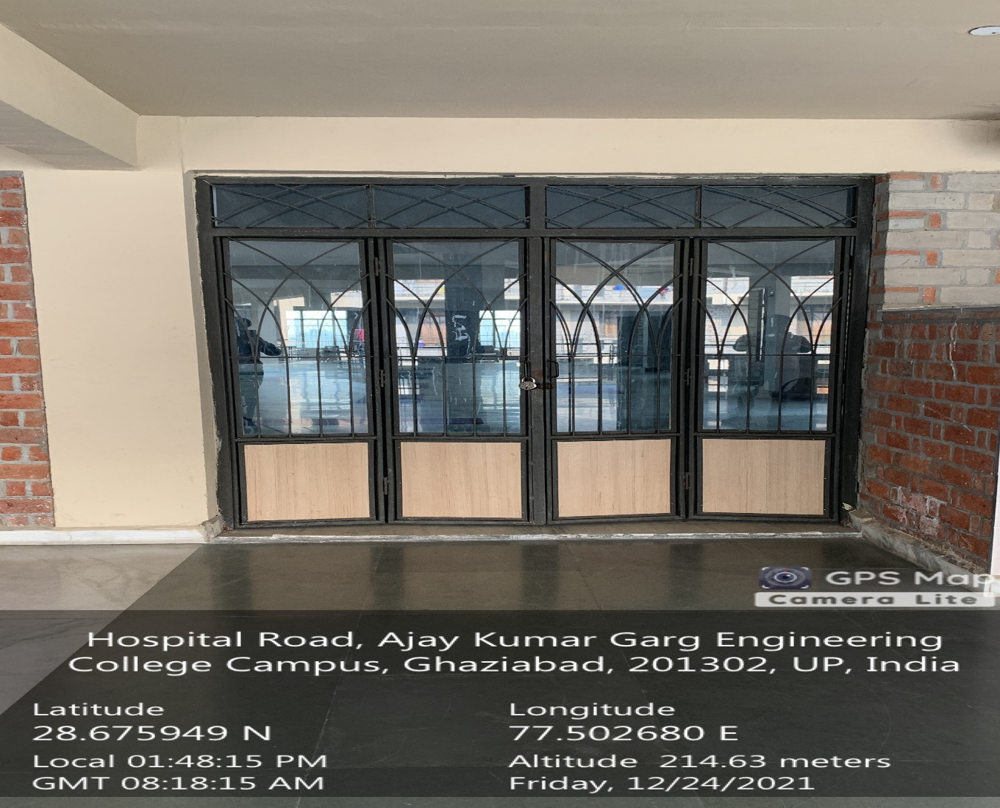 GPS Map
Camera Lite
Hospital Road, Ajay Kumar Garg Engineering
College Campus, Ghaziabad, 201302, UP, India
Latitude
Longitude
28.675949 N
77.502680 E
Local 01:48:15 PM
Altitude 214.63 meters
GMT 08:18:15 AM
Friday, 12/24/2021